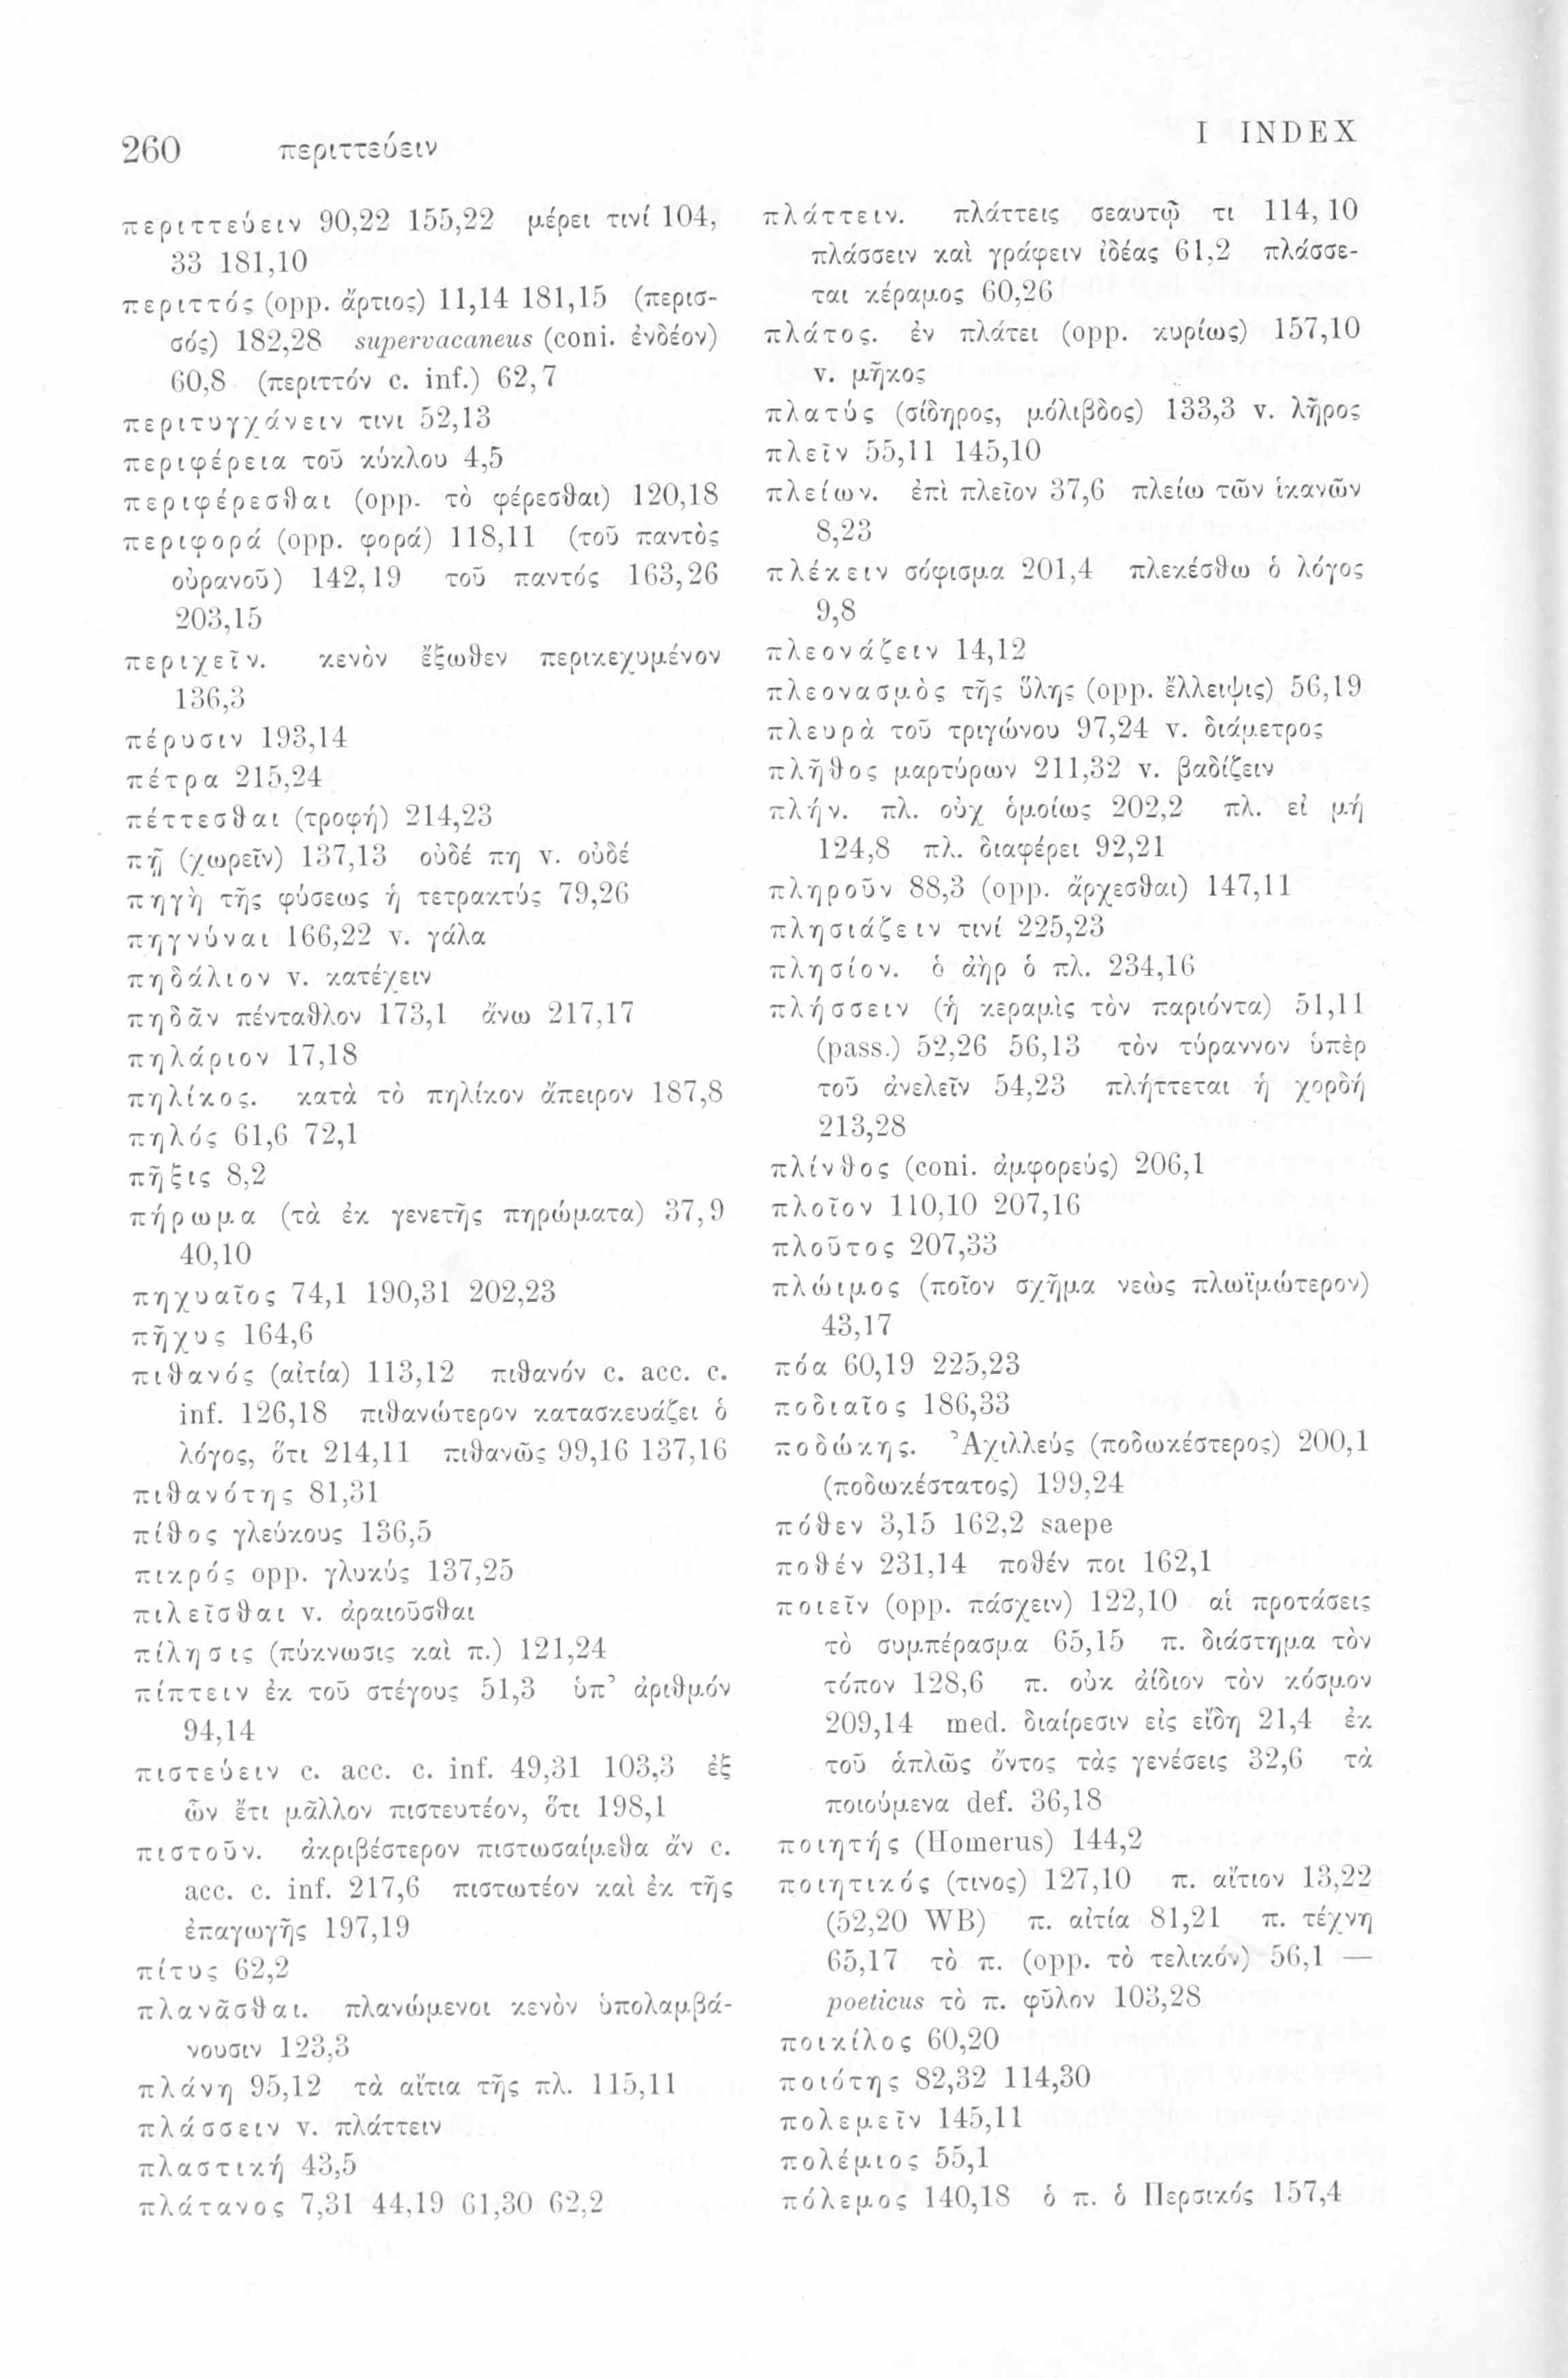 260 περιττεύειν
I INDEX
περιττεύειν 90,22 155,22 μέρει τινί 104,
33 181,10
περιττός (opp. ἄρτιος) 11,14 181,15 (περισ-
σός) 182,28 supervacaneus (coni. ἐνδέον)
60,8 (περιττόν c. inf.) 62,7
περιτυγχάνειν τινι 52,13
περιφέρεια τοῦ κύκλου 4,5
περιφέρεσθαι (opp. τὸ φέρεσθαι) 120,18
περιφορά (opp. φορά) 118,11 (τοῦ παντὸς
οὐρανοῦ) 142,19 τοῦ παντός 163,26
203,15
περιχεῖν. κενὸν ἔξωθεν περικεχυμένον
136,3
πέρυσιν 193,14
πέτρα 215,24
πέττεσθαι (τροφή) 214,23
πῇ (χωρεῖν) 137,13 οὐδέ πη v. οὐδέ
πηγὴ τῆς φύσεως ἡ τετρακτύς 79,26
πηγνύναι 166,22 v. γάλα
πηδάλιον v. κατέχειν
πηδᾶν πένταθλον 173,1 ἄνω 217,17
πηλάριον 17,18
πηλίκος. κατὰ τὸ πηλίκον ἄπειρον 187,8
πηλός 61,6 72,1
πῆξις 8,2
πήρωμα (τὰ ἐκ γενετῆς πηρώματα) 37,9
40,10
πηχυαῖος 74,1 190,31 202,23
πῆχυς 164,6
πιθανός (αἰτία) 113,12 πιθανόν c. acc. c.
inf. 126,18 πιθανώτερον κατασκευάζει ὁ
λόγος, ὅτι 214,11 πιθανῶς 99,16 137,16
πιθανότης 81,31
πίθος γλεύκους 136,5
πικρός opp. γλυκύς 137,25
πιλεῖσθαι v. ἀραιοῦσθαι
πίλησις (πύκνωσις καὶ π.) 121,24
πίπτειν ἐκ τοῦ στέγους 51,3 ὑπ’ ἀριθμόν
94,14
πιστεύειν c. acc. c. inf. 49,31 103,3 ἐξ
ὧν ἔτι μᾶλλον πιστευτέον, ὅτι 198,1
πιστοῦν. ἀκριβέστερον πιστωσαίμεθα ἄν c.
acc. c. inf. 217,6 πιστωτέον καὶ ἐκ τῆς
ἐπαγωγῆς 197,19
πίτυς 62,2
πλανᾶσθαι. πλανώμενοι κενὸν ὑπολαμβά-
νουσιν 123,3
πλάνη 95,12 τὰ αἴτια τῆς πλ. 115,11
πλάσσειν v. πλάττειν
πλαστική 43,5
πλάτανος 7,31 44,19 61,30 62,2
πλάττειν. πλάττεις σεαυτῷ τι 114,10
πλάσσειν καὶ γράφειν ἰδέας 61,2 πλάσσε-
ται κέραμος 60,26
πλάτος. ἐν πλάτει (opp. κυρίως) 157,10
v. μῆκος
πλατύς (σίδηρος, μόλιβδος) 133,3 v. λῆρος
πλεῖν 55,11 145,10
πλείων. ἐπὶ πλεῖον 37,6 πλείω τῶν ἱκανῶν
8,23
πλέκειν σόφισμα 201,4 πλεκέσθω ὁ λόγος
9,8
πλεονάζειν 14,12
πλεονασμὸς τῆς ὕλης (opp. ἔλλειψις) 56,19
πλευρὰ τοῦ τριγώνου 97,24 v. διάμετρος
πλῆθος μαρτύρων 211,32 v. βαδίζειν
πλήν. πλ. οὐχ ὁμοίως 202,2 πλ. εἰ μή
124,8 πλ. διαφέρει 92,21
πληροῦν 88,3 (opp. ἄρχεσθαι) 147,11
πλησιάζειν τινί 225,23
πλησίον. ὁ ἀὴρ ὁ πλ. 234,16
πλήσσειν (ἡ κεραμὶς τὸν παριόντα) 51,11
(pass.) 52,26 56,13 τὸν τύραννον ὑπὲρ
τοῦ ἀνελεῖν 54,23 πλήττεται ἡ χορδή
213,28
πλίνθος (coni. ἀμφορεύς) 206,1
πλοῖον 110,10 207,16
πλοῦτος 207,33
πλώιμος (ποῖον σχῆμα νεὼς πλωϊμώτερον)
43,17
πόα 60,19 225,23
ποδιαῖος 186,33
ποδώκης. Ἀχιλλεύς (ποδωκέστερος) 200,1
(ποδωκέστατος) 199,24
πόθεν 3,15 162,2 saepe
ποθέν 231,14 ποθέν ποι 162,1
ποιεῖν (opp. πάσχειν) 122,10 αἱ προτάσεις
τὸ συμπέρασμα 65,15 π. διάστημα τὸν
τόπον 128,6 π. οὐκ ἀίδιον τὸν κόσμον
209,14 med. διαίρεσιν εἰς εἴδη 21,4 ἐκ
τοῦ ἁπλῶς ὄντος τὰς γενέσεις 32,6 τὰ
ποιούμενα def. 36,18
ποιητής (Homerus) 144,2
ποιητικός (τινος) 127,10 π. αἴτιον 13,22
(52,20 WB) π. αἰτία 81,21 π. τέχνη
65,17 τὸ π. (opp. τὸ τελικόν) 56,1 —
poeticus τὸ π. φῦλον 103,28
ποικίλος 60,20
ποιότης 82,32 114,30
πολεμεῖν 145,11
πολέμιος 55,1
πόλεμος 140,18 ὁ π. ὁ Περσικός 157,4